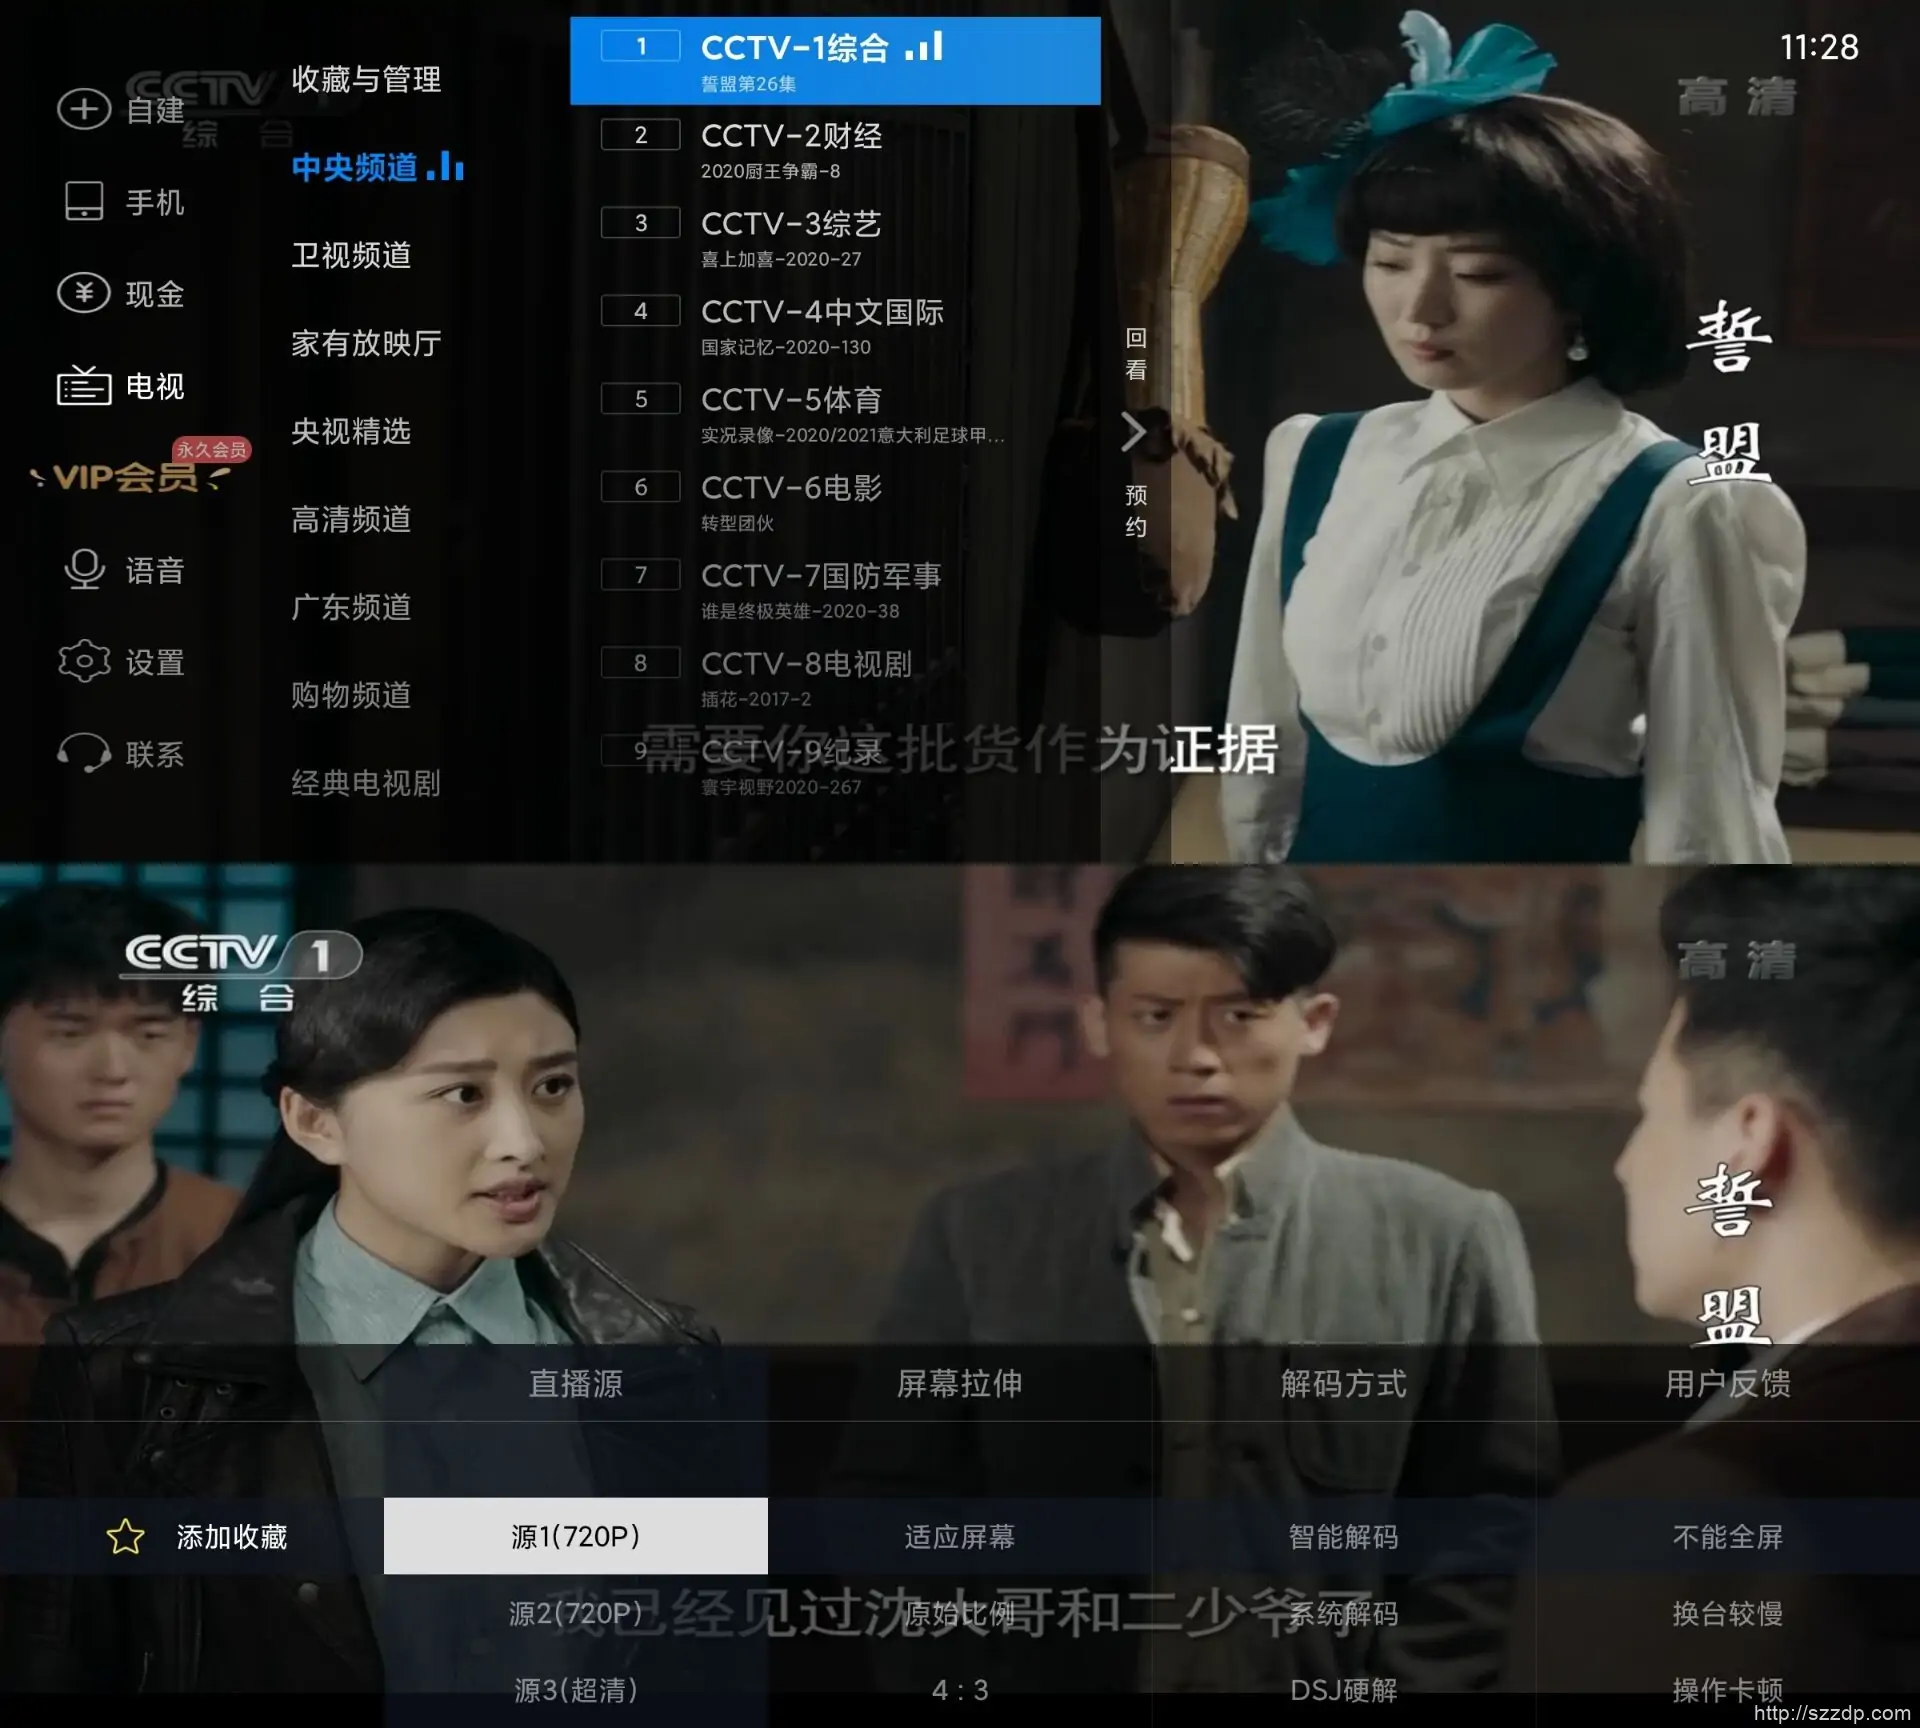 11:28
高 清
CCTV 1
综 合
自建
手机
现金
电视
永久会员
VIP会员
语音
设置
联系
收藏与管理
中央频道
卫视频道
家有放映厅
央视精选
高清频道
广东频道
购物频道
经典电视剧
1 CCTV-1综合
誓盟第26集
2 CCTV-2财经
2020厨王争霸-8
3 CCTV-3综艺
喜上加喜-2020-27
4 CCTV-4中文国际
国家记忆-2020-130
5 CCTV-5体育
实况录像-2020/2021意大利足球甲...
6 CCTV-6电影
转型团伙
7 CCTV-7国防军事
谁是终极英雄-2020-38
8 CCTV-8电视剧
插花-2017-2
9 CCTV-9纪录
寰宇视野2020-267
回看
预约
誓盟
需要你这批货作为证据
CCTV 1
综 合
高 清
誓盟
直播源 屏幕拉伸 解码方式 用户反馈
添加收藏 源1(720P) 适应屏幕 智能解码 不能全屏
我已经见过沈大哥和二少爷了
源2(720P) 原始比例 系统解码 换台较慢
源3(超清) 4 : 3 DSJ硬解 操作卡顿
http://szzdp.com